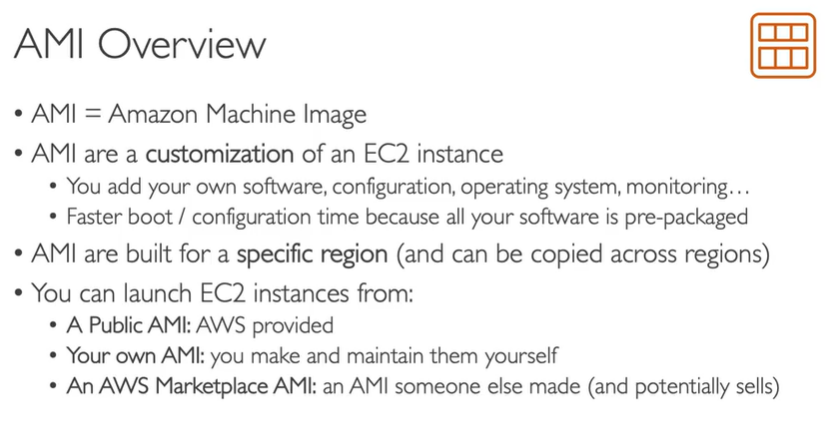 AMI Overview
• AMI = Amazon Machine Image
• AMI are a customization of an EC2 instance
• You add your own software, configuration, operating system, monitoring…
• Faster boot / configuration time because all your software is pre-packaged
• AMI are built for a specific region (and can be copied across regions)
• You can launch EC2 instances from:
• A Public AMI: AWS provided
• Your own AMI: you make and maintain them yourself
• An AWS Marketplace AMI: an AMI someone else made (and potentially sells)